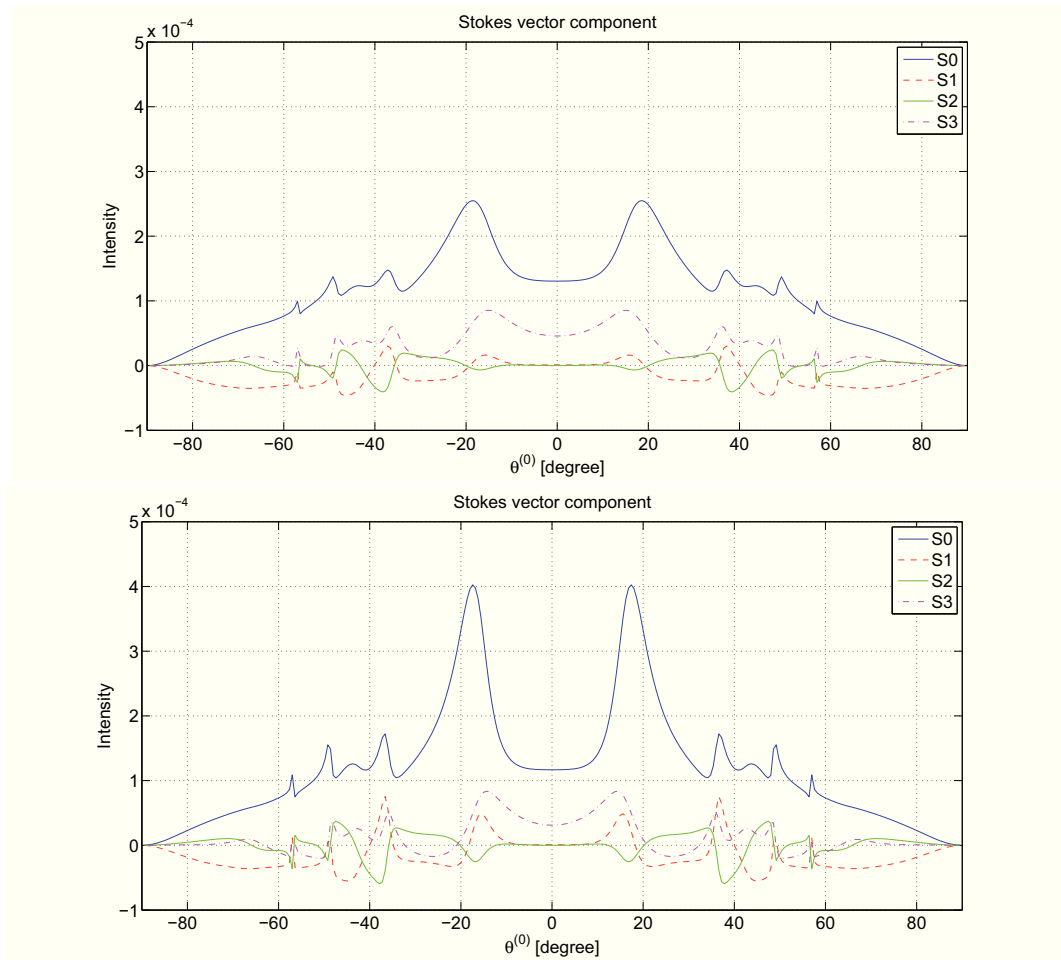 Stokes vector component
5 x 10⁻⁴
S0
S1
S2
S3
4
3
2
1
0
−1
Intensity
−80 −60 −40 −20 0 20 40 60 80
θ⁽⁰⁾ [degree]
Stokes vector component
5 x 10⁻⁴
S0
S1
S2
S3
4
3
2
1
0
−1
Intensity
−80 −60 −40 −20 0 20 40 60 80
θ⁽⁰⁾ [degree]